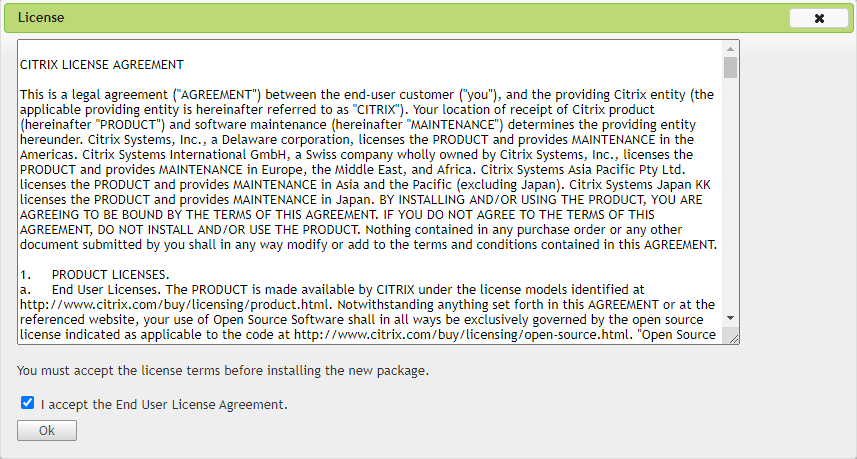 License
CITRIX LICENSE AGREEMENT
This is a legal agreement ("AGREEMENT") between the end-user customer ("you"), and the providing Citrix entity (the
applicable providing entity is hereinafter referred to as "CITRIX"). Your location of receipt of Citrix product
(hereinafter "PRODUCT") and software maintenance (hereinafter "MAINTENANCE") determines the providing entity
hereunder. Citrix Systems, Inc., a Delaware corporation, licenses the PRODUCT and provides MAINTENANCE in the
Americas. Citrix Systems International GmbH, a Swiss company wholly owned by Citrix Systems, Inc., licenses the
PRODUCT and provides MAINTENANCE in Europe, the Middle East, and Africa. Citrix Systems Asia Pacific Pty Ltd.
licenses the PRODUCT and provides MAINTENANCE in Asia and the Pacific (excluding Japan). Citrix Systems Japan KK
licenses the PRODUCT and provides MAINTENANCE in Japan. BY INSTALLING AND/OR USING THE PRODUCT, YOU ARE
AGREEING TO BE BOUND BY THE TERMS OF THIS AGREEMENT. IF YOU DO NOT AGREE TO THE TERMS OF THIS
AGREEMENT, DO NOT INSTALL AND/OR USE THE PRODUCT. Nothing contained in any purchase order or any other
document submitted by you shall in any way modify or add to the terms and conditions contained in this AGREEMENT.
1. PRODUCT LICENSES.
a. End User Licenses. The PRODUCT is made available by CITRIX under the license models identified at
http://www.citrix.com/buy/licensing/product.html. Notwithstanding anything set forth in this AGREEMENT or at the
referenced website, your use of Open Source Software shall in all ways be exclusively governed by the open source
license indicated as applicable to the code at http://www.citrix.com/buy/licensing/open-source.html. "Open Source
You must accept the license terms before installing the new package.
I accept the End User License Agreement.
Ok